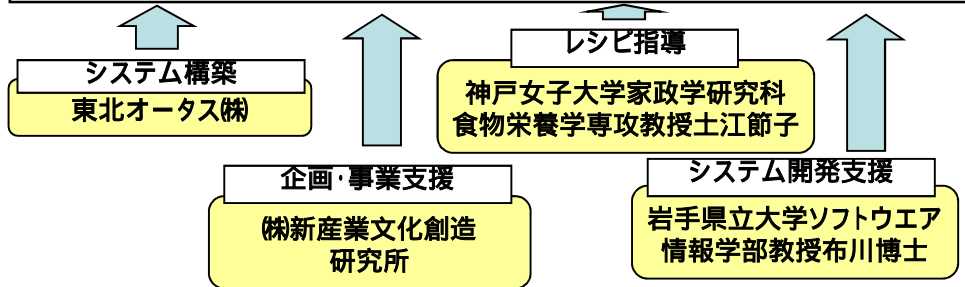 システム構築
東北オータス㈱
企画･事業支援
㈱新産業文化創造
研究所
レシピ指導
神戸女子大学家政学研究科
食物栄養学専攻教授土江節子
システム開発支援
岩手県立大学ソフトウエア
情報学部教授布川博士